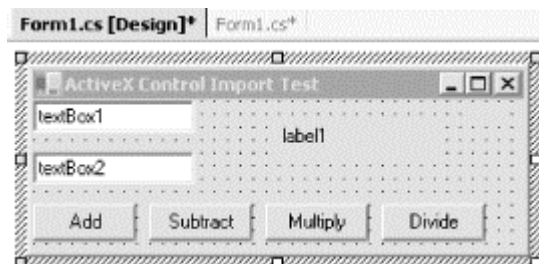 Form1.cs [Design]* Form1.cs*
ActiveX Control Import Test
textBox1
label1
textBox2
Add Subtract Multiply Divide